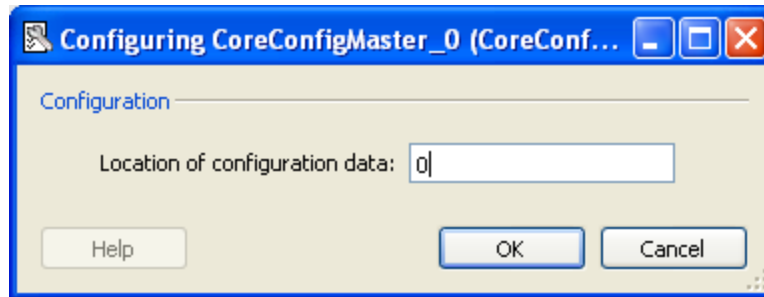 Configuring CoreConfigMaster_0 (CoreConf...
Configuration
Location of configuration data: 0
Help OK Cancel